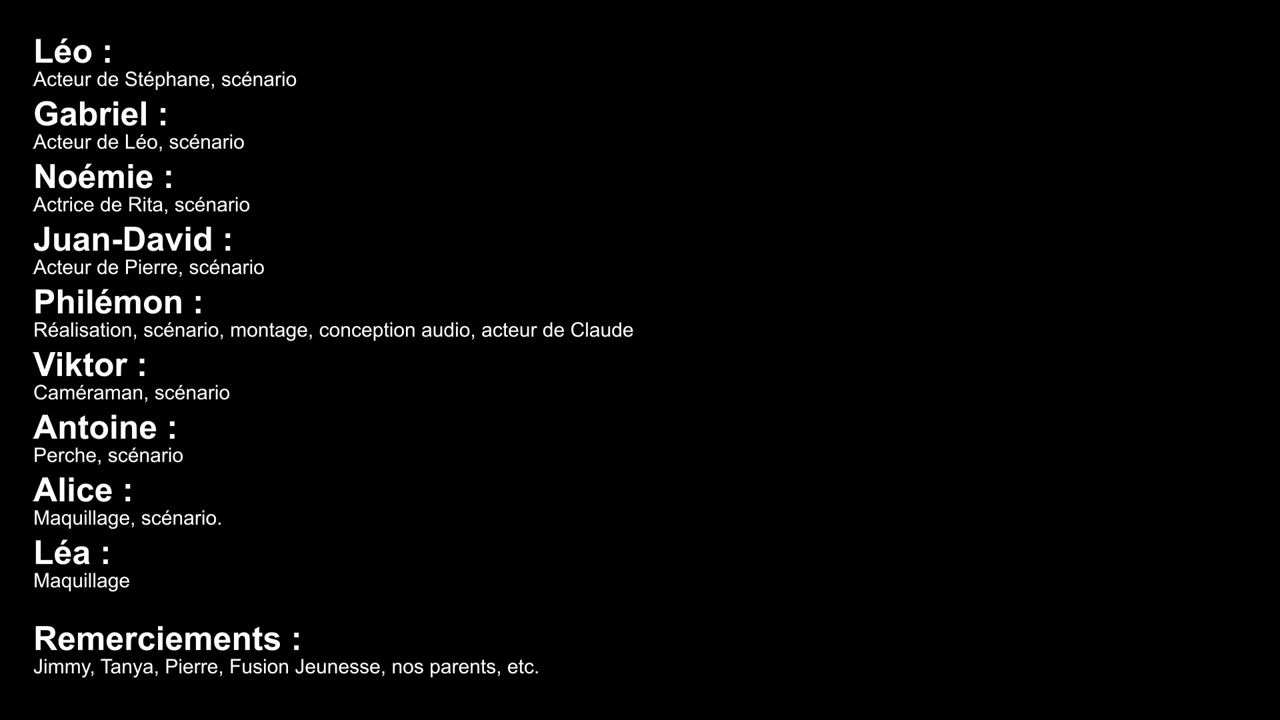 Léo :
Acteur de Stéphane, scénario
Gabriel :
Acteur de Léo, scénario
Noémie :
Actrice de Rita, scénario
Juan-David :
Acteur de Pierre, scénario
Philémon :
Réalisation, scénario, montage, conception audio, acteur de Claude
Viktor :
Caméraman, scénario
Antoine :
Perche, scénario
Alice :
Maquillage, scénario.
Léa :
Maquillage
Remerciements :
Jimmy, Tanya, Pierre, Fusion Jeunesse, nos parents, etc.